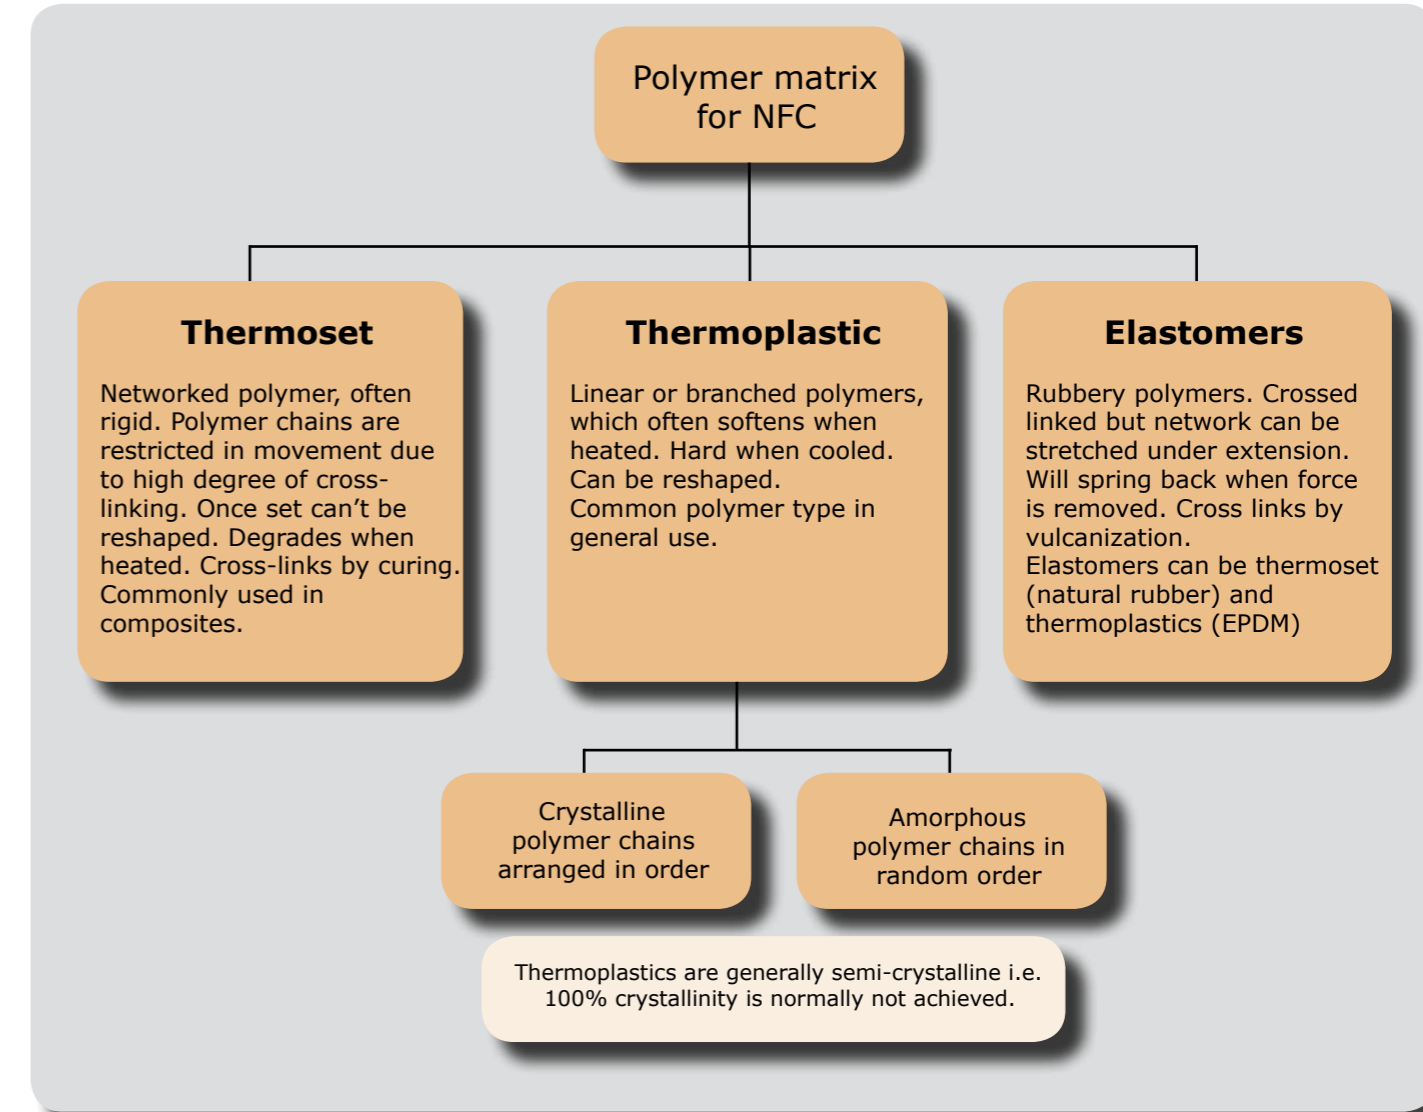 Polymer matrix
for NFC
Thermoset
Networked polymer, often
rigid. Polymer chains are
restricted in movement due
to high degree of cross-
linking. Once set can’t be
reshaped. Degrades when
heated. Cross-links by curing.
Commonly used in
composites.
Thermoplastic
Linear or branched polymers,
which often softens when
heated. Hard when cooled.
Can be reshaped.
Common polymer type in
general use.
Elastomers
Rubbery polymers. Crossed
linked but network can be
stretched under extension.
Will spring back when force
is removed. Cross links by
vulcanization.
Elastomers can be thermoset
(natural rubber) and
thermoplastics (EPDM)
Crystalline
polymer chains
arranged in order
Amorphous
polymer chains in
random order
Thermoplastics are generally semi-crystalline i.e.
100% crystallinity is normally not achieved.